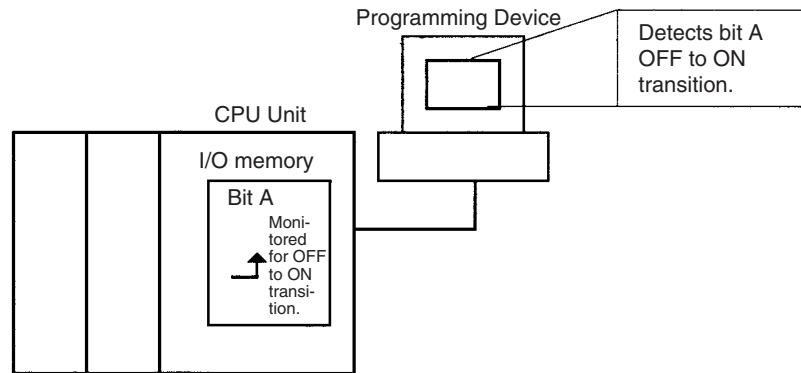 Programming Device
Detects bit A
OFF to ON
transition.
CPU Unit
I/O memory
Bit A
Moni-
tored
for OFF
to ON
transi-
tion.